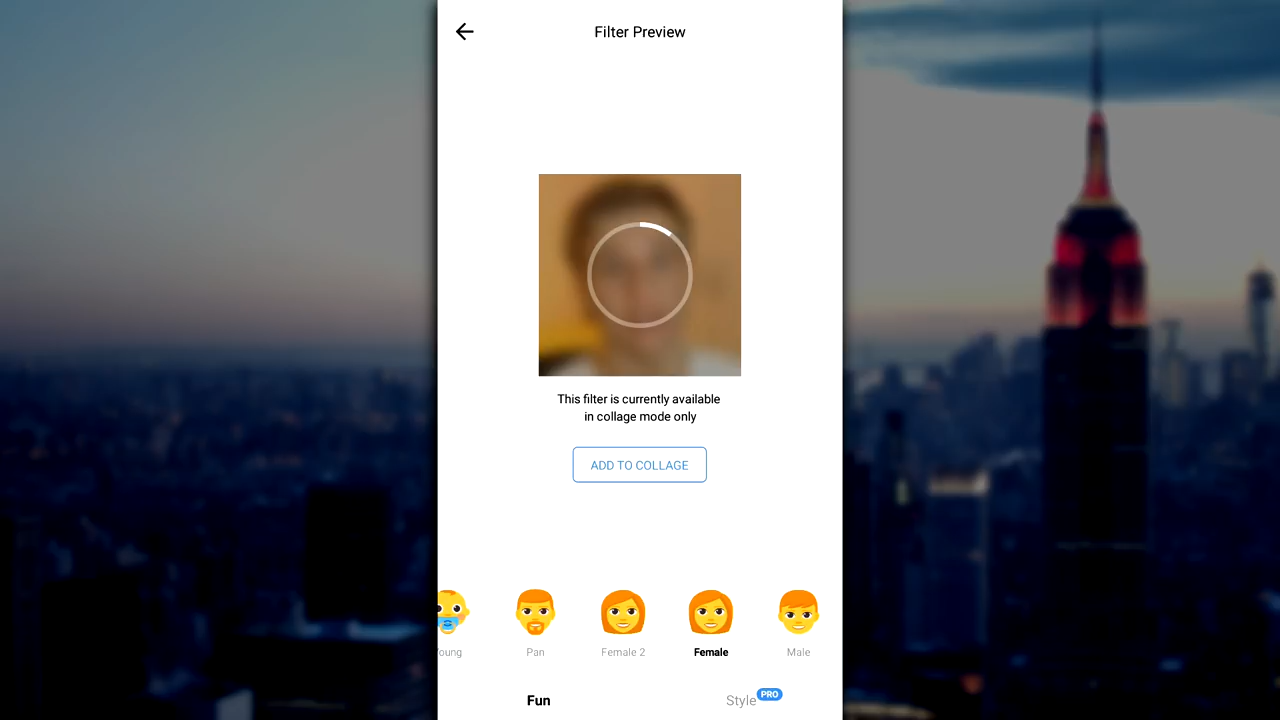 Filter Preview
This filter is currently available
in collage mode only
ADD TO COLLAGE
oung
Pan
Female 2
Female
Male
Fun
Style PRO